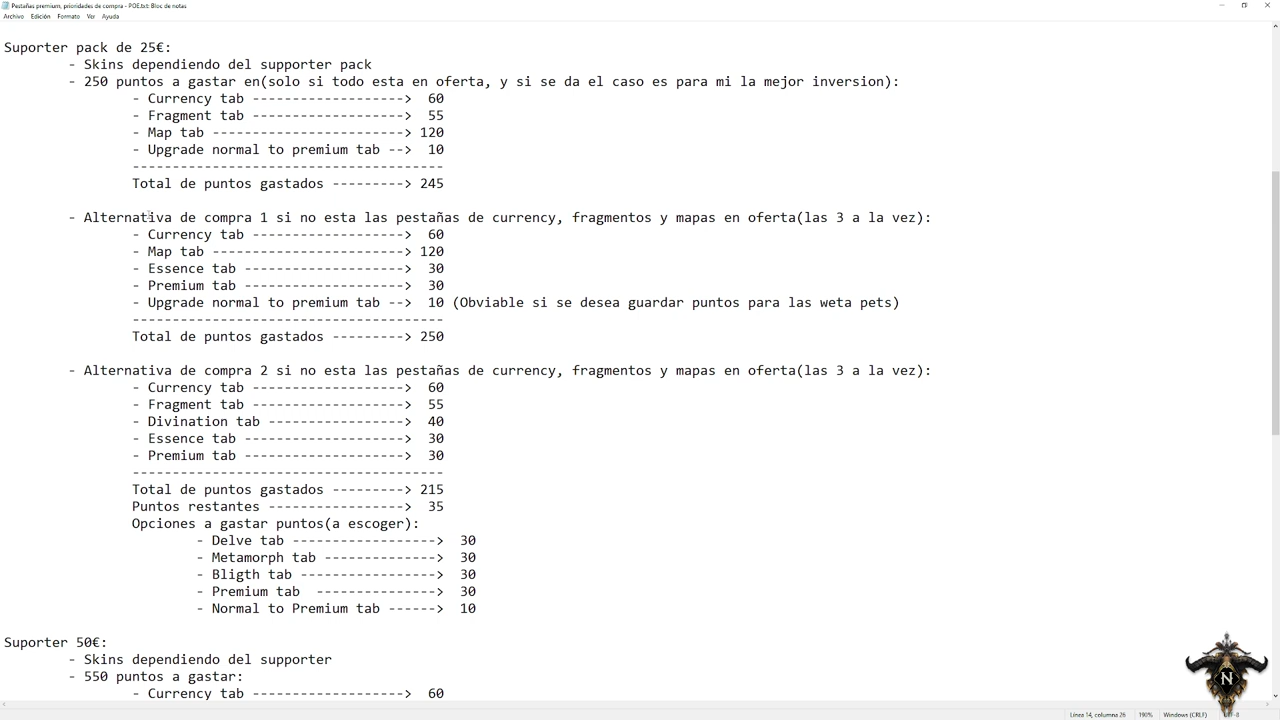 Pestañas premium, prioridades de compra - POE.txt: Bloc de notas
Archivo Edición Formato Ver Ayuda
Suporter pack de 25€:
- Skins dependiendo del supporter pack
- 250 puntos a gastar en(solo si todo esta en oferta, y si se da el caso es para mi la mejor inversion):
- Currency tab -------------------> 60
- Fragment tab -------------------> 55
- Map tab ------------------------> 120
- Upgrade normal to premium tab --> 10
---------------------------------------
Total de puntos gastados ---------> 245
- Alternativa de compra 1 si no esta las pestañas de currency, fragmentos y mapas en oferta(las 3 a la vez):
- Currency tab -------------------> 60
- Map tab ------------------------> 120
- Essence tab --------------------> 30
- Premium tab --------------------> 30
- Upgrade normal to premium tab --> 10 (Obviable si se desea guardar puntos para las weta pets)
---------------------------------------
Total de puntos gastados ---------> 250
- Alternativa de compra 2 si no esta las pestañas de currency, fragmentos y mapas en oferta(las 3 a la vez):
- Currency tab -------------------> 60
- Fragment tab -------------------> 55
- Divination tab -----------------> 40
- Essence tab --------------------> 30
- Premium tab --------------------> 30
---------------------------------------
Total de puntos gastados ---------> 215
Puntos restantes -----------------> 35
Opciones a gastar puntos(a escoger):
- Delve tab ------------------> 30
- Metamorph tab --------------> 30
- Bligth tab -----------------> 30
- Premium tab  ---------------> 30
- Normal to Premium tab ------> 10
Suporter 50€:
- Skins dependiendo del supporter
- 550 puntos a gastar:
- Currency tab -------------------> 60
N
Línea 14, columna 26 190% Windows (CRLF)